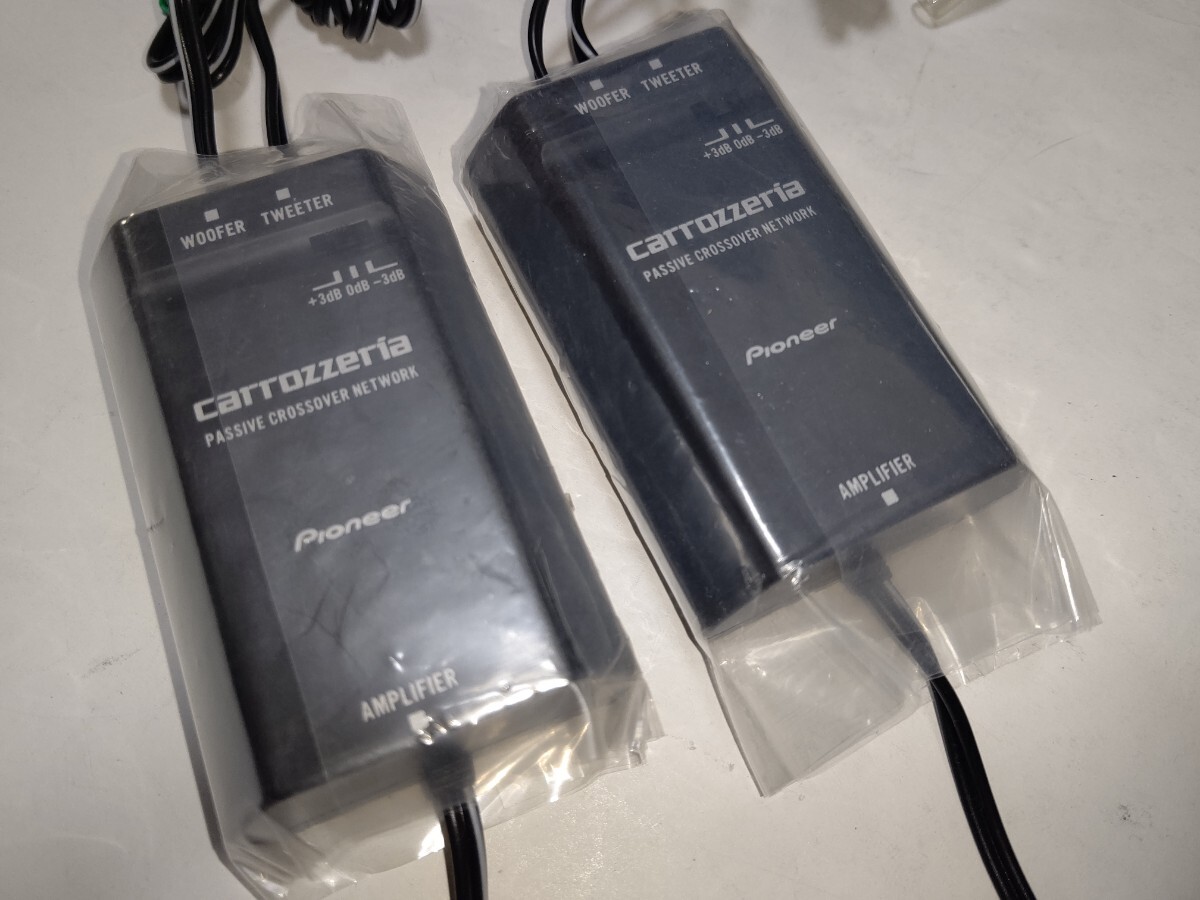 WOOFER TWEETER
+3dB 0dB -3dB
carrozzeria
PASSIVE CROSSOVER NETWORK
Pioneer
AMPLIFIER
WOOFER TWEETER
+3dB 0dB -3dB
carrozzeria
PASSIVE CROSSOVER NETWORK
Pioneer
AMPLIFIER